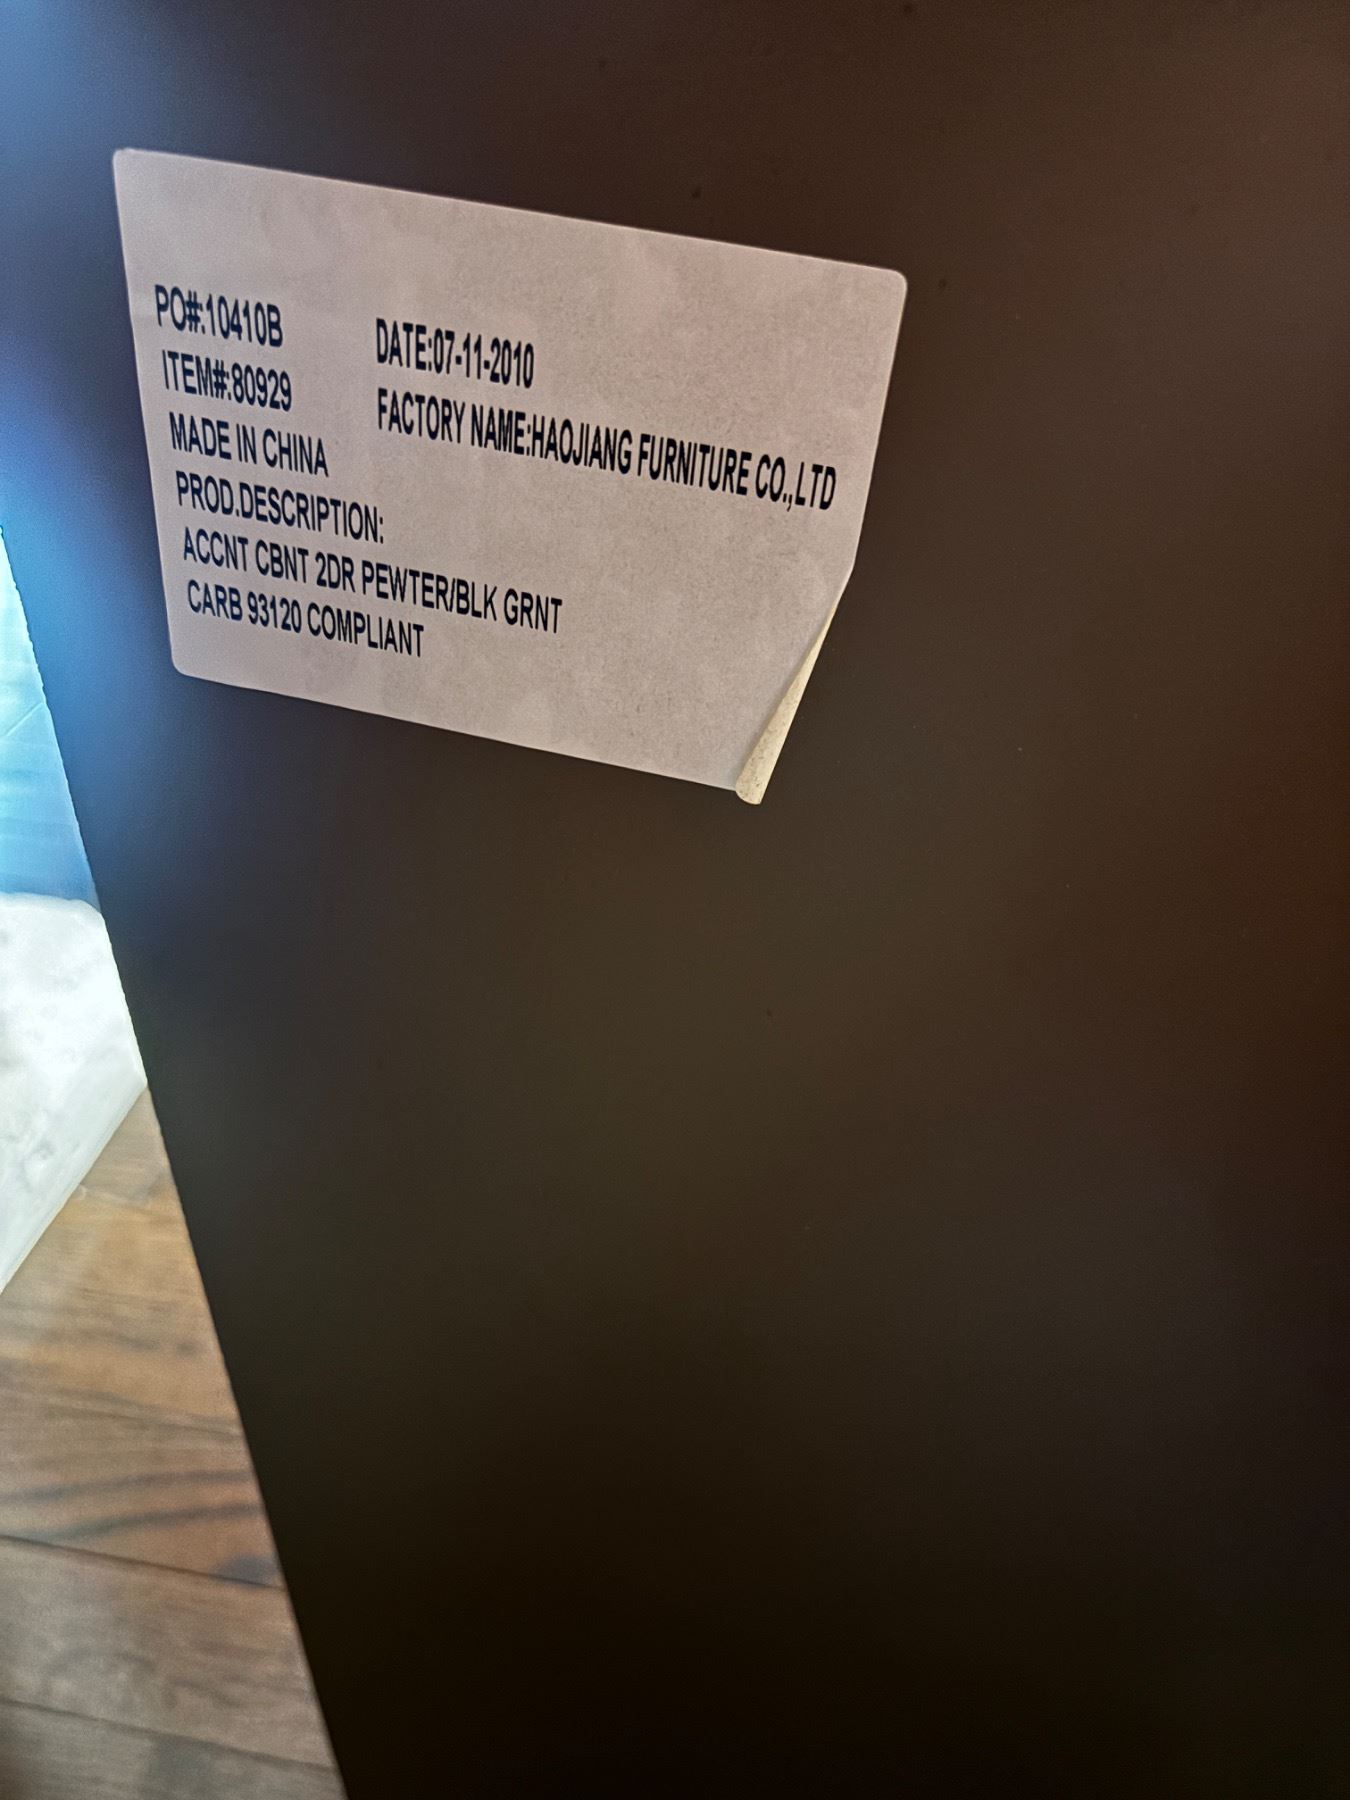 PO#:10410B
DATE:07-11-2010
ITEM#:80929
FACTORY NAME:HAOJIANG FURNITURE CO.,LTD
MADE IN CHINA
PROD.DESCRIPTION:
ACCNT CBNT 2DR PEWTER/BLK GRNT
CARB 93120 COMPLIANT